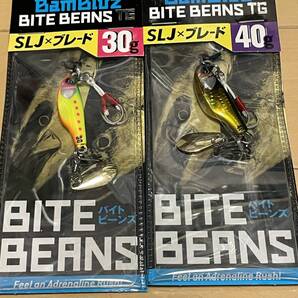 Bambluz
BITE BEANS TG
SLJ×ブレード 30g
BITE
バイト
ビーンズ
BEANS
Feel an Adrenaline Rush!
Bambluz
BITE BEANS TG
SLJ×ブレード 40g
BITE
バイト
ビーンズ
BEANS
Feel an Adrenaline Rush!